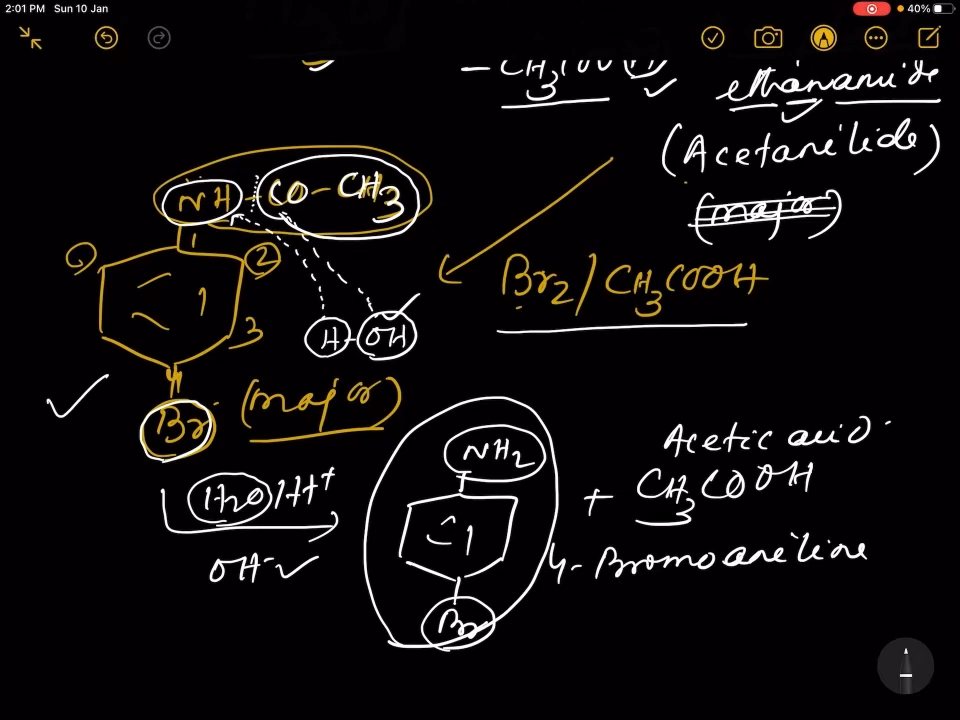 2:01 PM Sun 10 Jan
40%
CH3COOH
ethanamide
(Acetanilide)
(major)
NH-CO-CH3
1
2
3
H-OH
Br2/CH3COOH
Br (major)
H2O/H+
OH-
NH2
Br
+ CH3COOH
Acetic acid
4-Bromoaniline